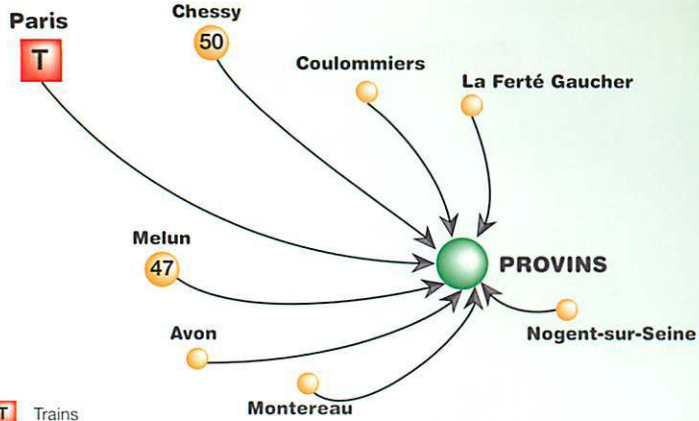 Paris
T
Chessy
50
Coulommiers
La Ferté Gaucher
Melun
47
PROVINS
Avon
Nogent-sur-Seine
Montereau
T Trains